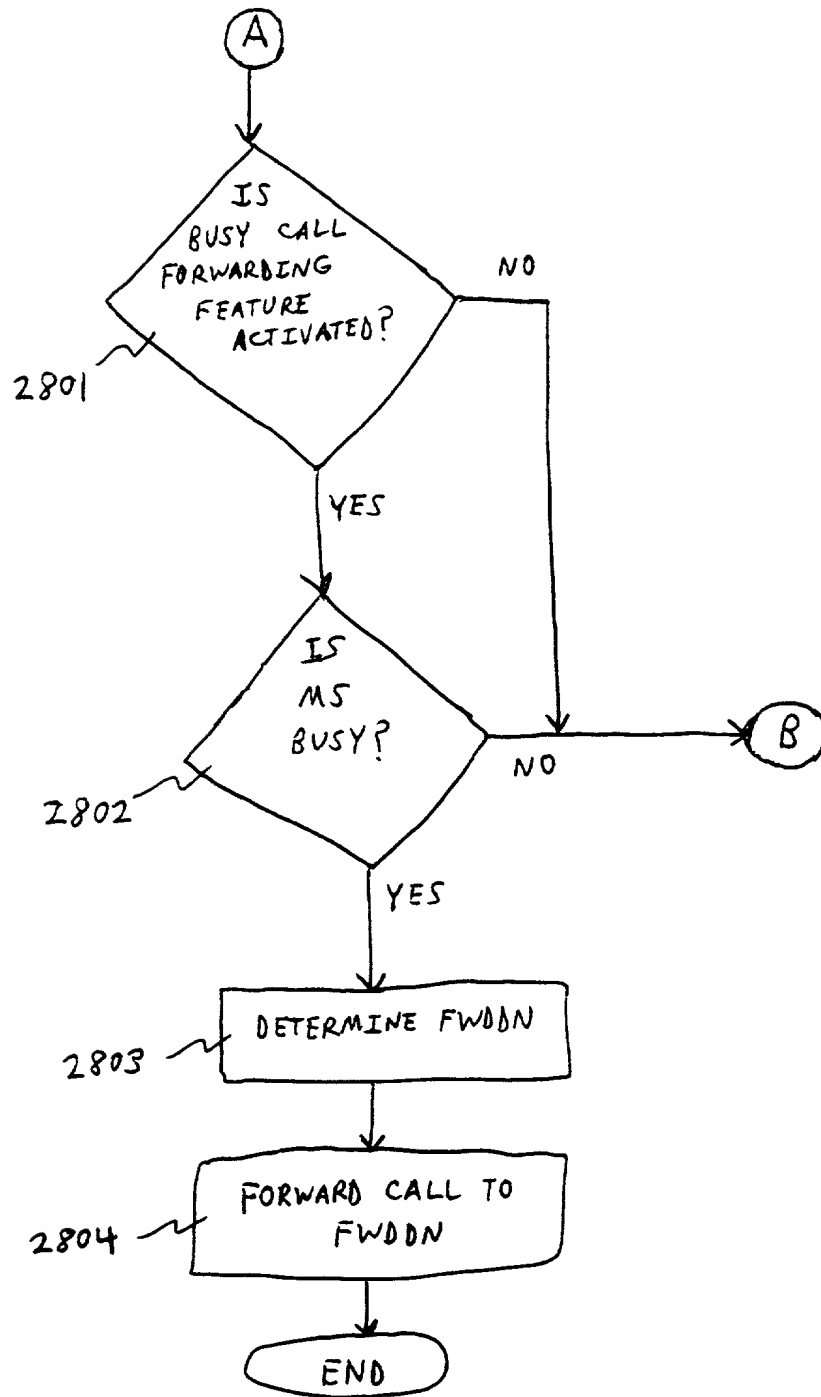 A
IS
BUSY CALL
FORWARDING
FEATURE
ACTIVATED?
NO
2801
YES
IS
MS
BUSY?
NO
B
2802
YES
DETERMINE FWDDN
2803
FORWARD CALL TO
FWDDN
2804
END